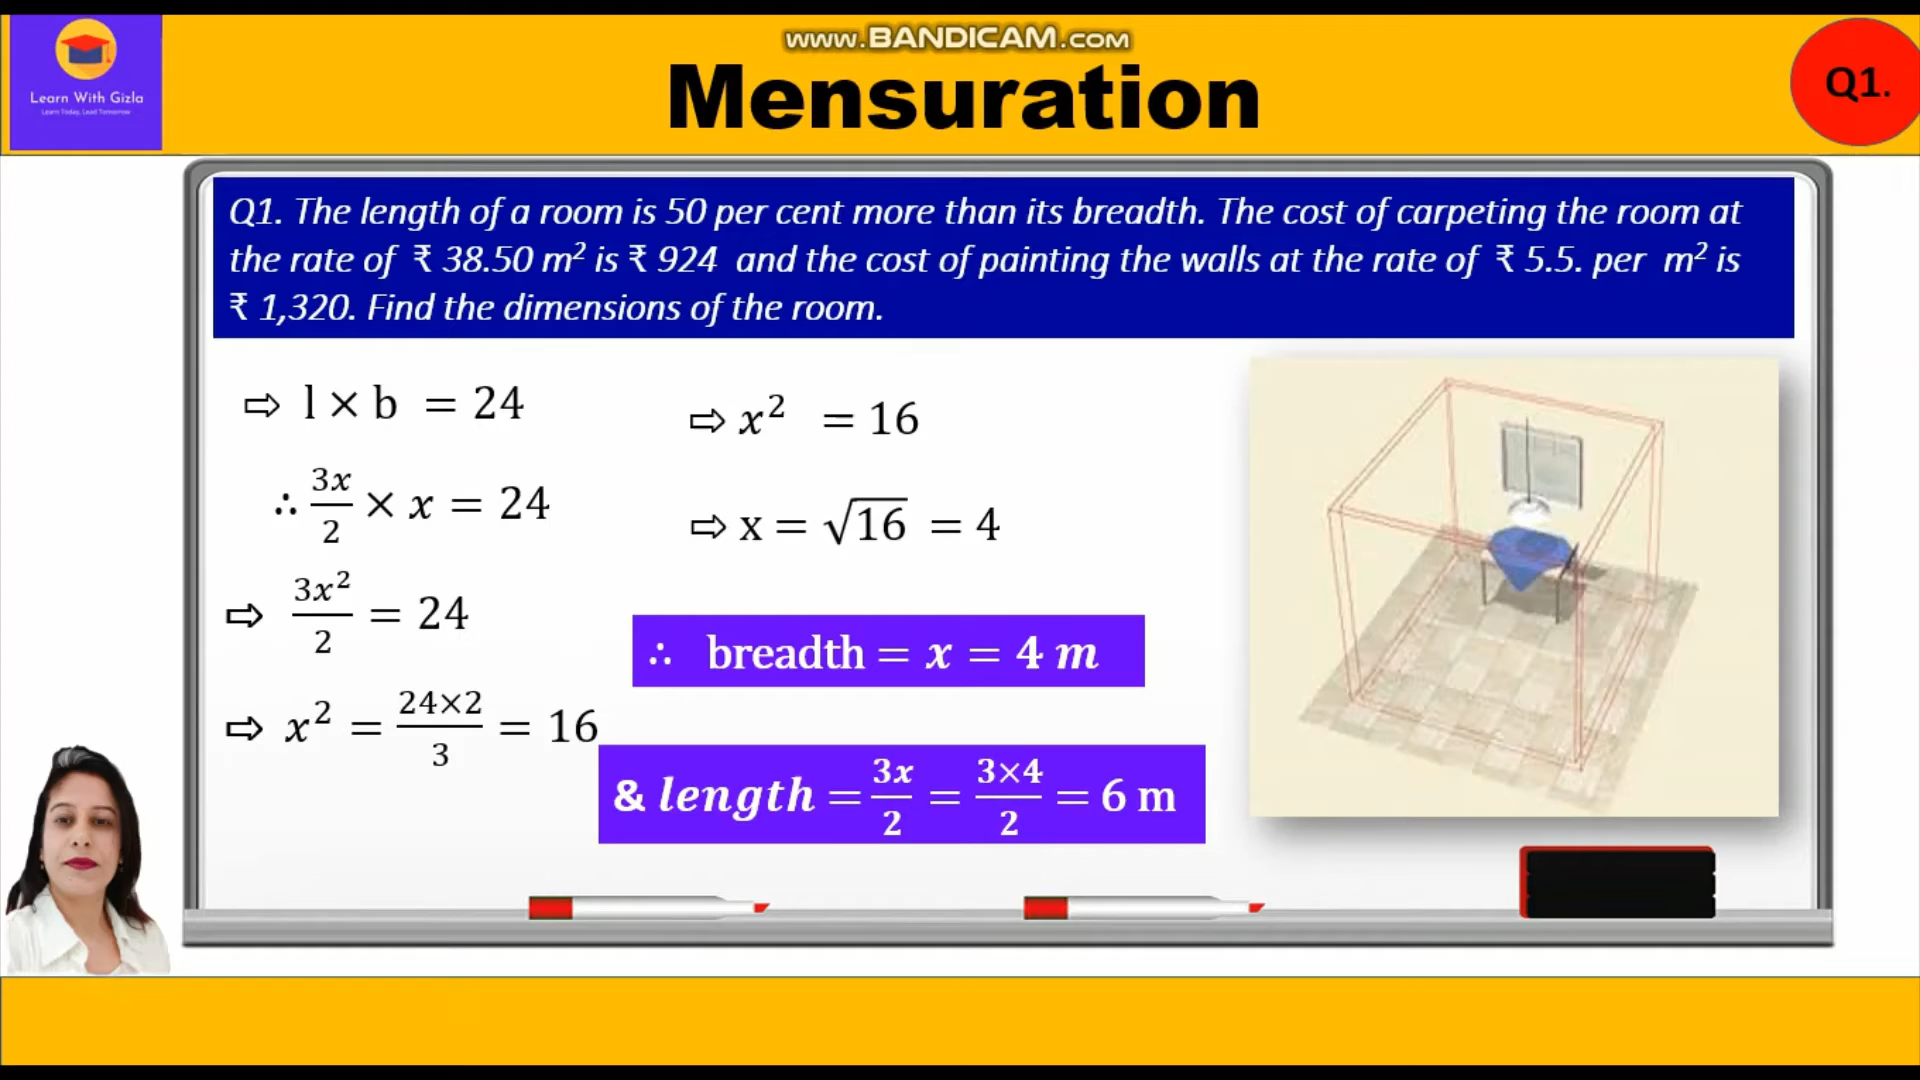 www.BANDICAM.com
Learn With Gizla
Learn Today, Lead Tomorrow
Mensuration
Q1.
Q1. The length of a room is 50 per cent more than its breadth. The cost of carpeting the room at
the rate of ₹ 38.50 m² is ₹ 924 and the cost of painting the walls at the rate of ₹ 5.5. per m² is
₹ 1,320. Find the dimensions of the room.
⇨ l × b = 24
∴ 3x/2 × x = 24
⇨ 3x²/2 = 24
⇨ x² = 24×2/3 = 16
⇨ x² = 16
⇨ x = √16 = 4
∴ breadth = x = 4 m
& length = 3x/2 = 3×4/2 = 6 m